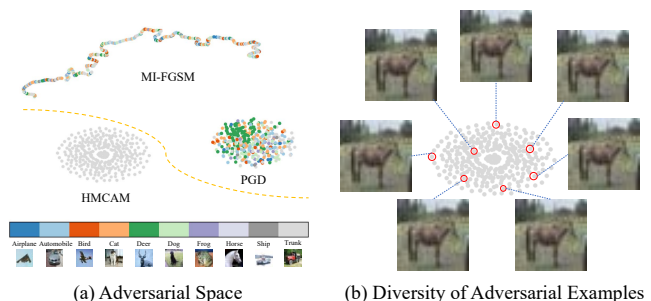 MI-FGSM
HMCAM
PGD
Airplane Automobile Bird Cat Deer Dog Frog Horse Ship Trunk
(a) Adversarial Space
(b) Diversity of Adversarial Examples